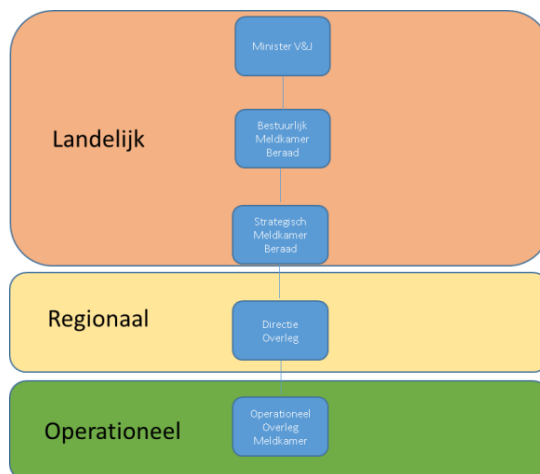 Minister V&J
Bestuurlijk
Meldkamer
Beraad
Landelijk
Strategisch
Meldkamer
Beraad
Regionaal
Directie
Overleg
Operationeel
Operationeel
Overleg
Meldkamer